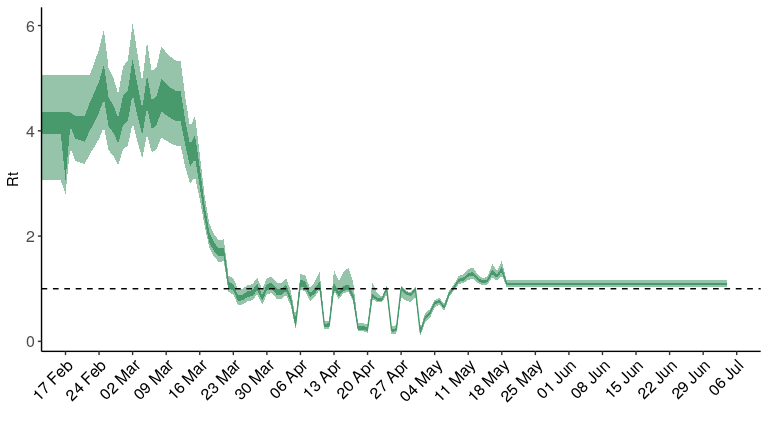 6
4
2
0
Rt
17 Feb
24 Feb
02 Mar
09 Mar
16 Mar
23 Mar
30 Mar
06 Apr
13 Apr
20 Apr
27 Apr
04 May
11 May
18 May
25 May
01 Jun
08 Jun
15 Jun
22 Jun
29 Jun
06 Jul